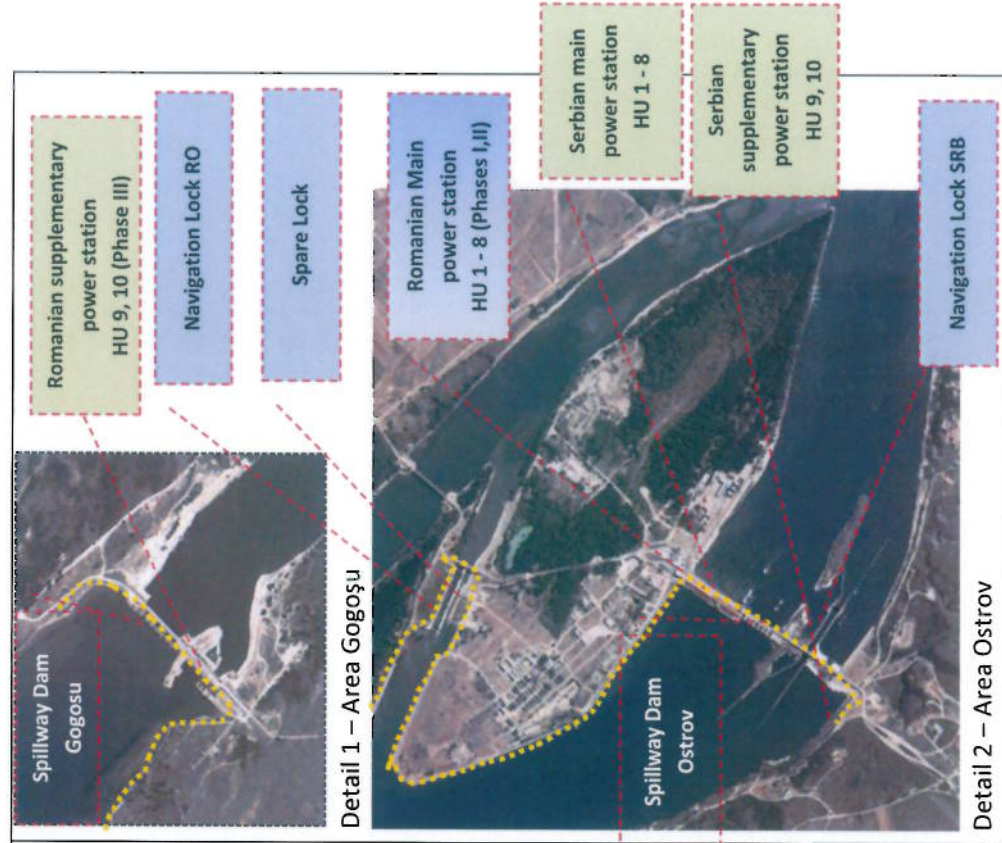 Romanian supplementary
power station
HU 9, 10 (Phase III)
Navigation Lock RO
Spare Lock
Romanian Main
power station
HU 1 - 8 (Phases I,II)
Serbian main
power station
HU 1 - 8
Serbian
supplementary
power station
HU 9, 10
Navigation Lock SRB
Spillway Dam
Gogosu
Detail 1 – Area Gogoșu
Spillway Dam
Ostrov
Detail 2 – Area Ostrov